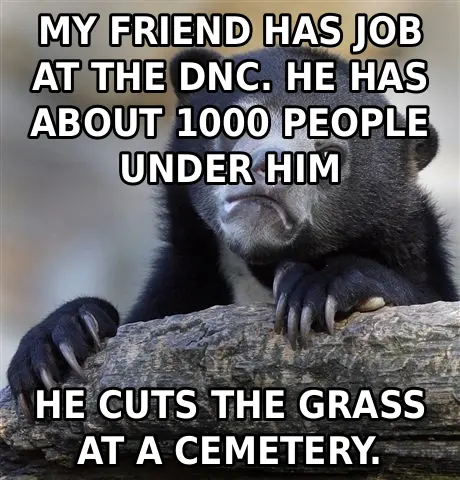 MY FRIEND HAS JOB
AT THE DNC. HE HAS
ABOUT 1000 PEOPLE
UNDER HIM
HE CUTS THE GRASS
AT A CEMETERY.